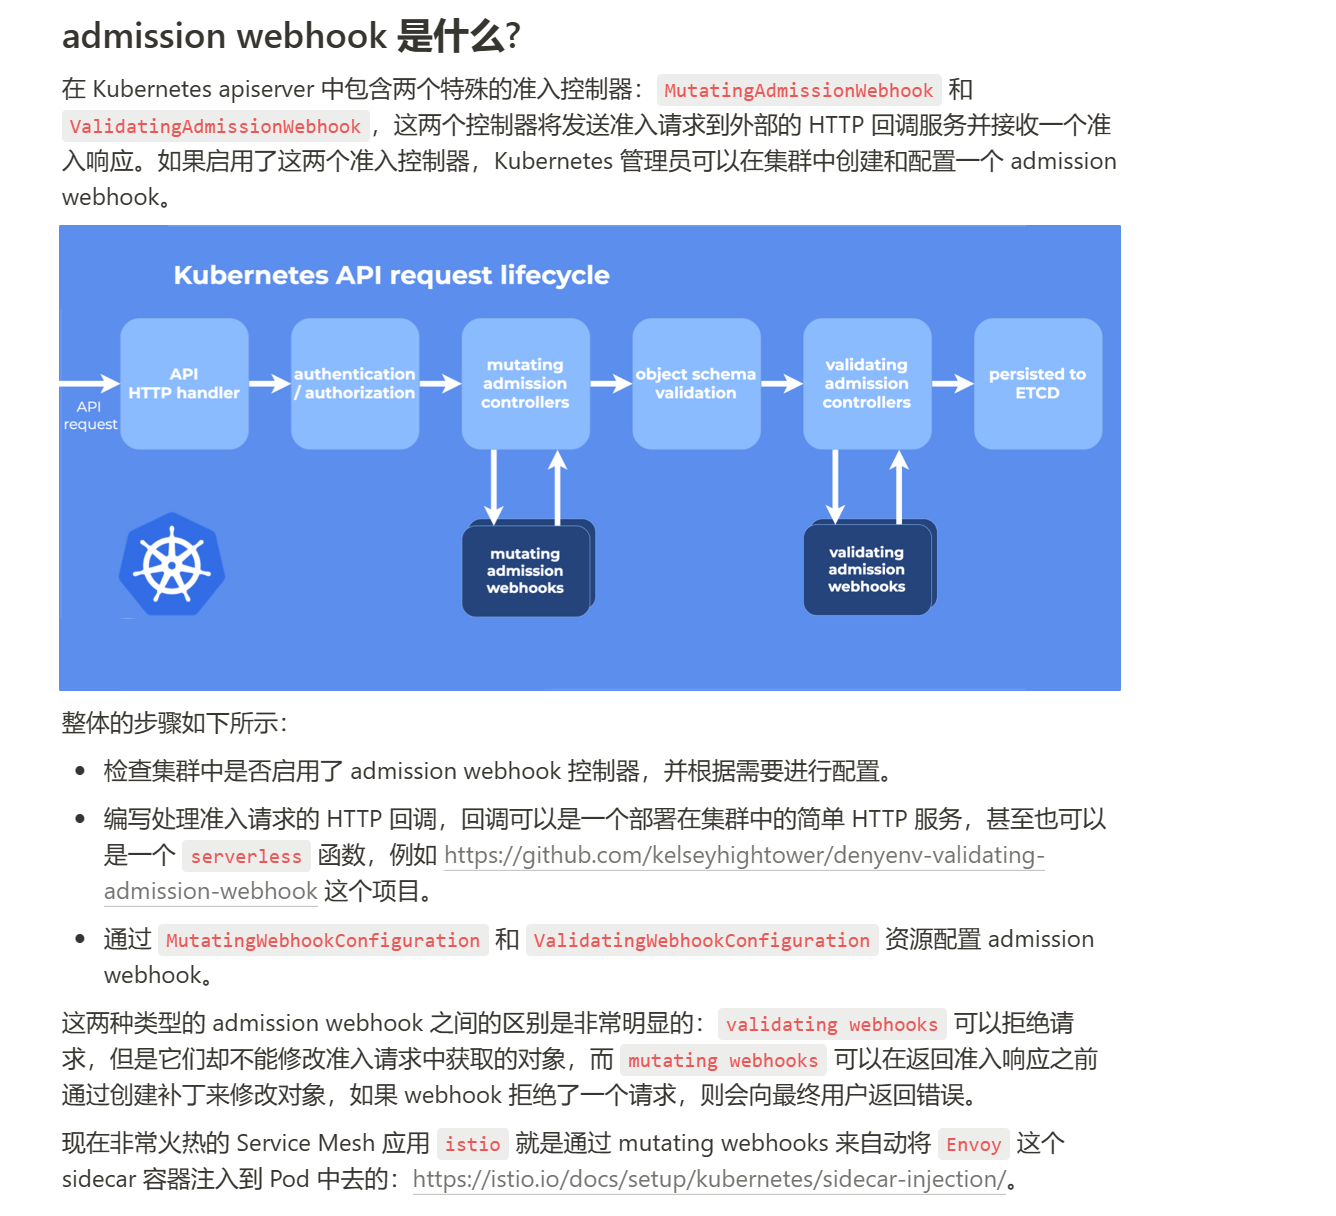 admission webhook 是什么?
在 Kubernetes apiserver 中包含两个特殊的准入控制器：MutatingAdmissionWebhook 和
ValidatingAdmissionWebhook，这两个控制器将发送准入请求到外部的 HTTP 回调服务并接收一个准
入响应。如果启用了这两个准入控制器，Kubernetes 管理员可以在集群中创建和配置一个 admission
webhook。
Kubernetes API request lifecycle
API
request
API
HTTP handler
authentication
/ authorization
mutating
admission
controllers
object schema
validation
validating
admission
controllers
persisted to
ETCD
mutating
admission
webhooks
validating
admission
webhooks
整体的步骤如下所示：
• 检查集群中是否启用了 admission webhook 控制器，并根据需要进行配置。
• 编写处理准入请求的 HTTP 回调，回调可以是一个部署在集群中的简单 HTTP 服务，甚至也可以
是一个 serverless 函数，例如 https://github.com/kelseyhightower/denyenv-validating-
admission-webhook 这个项目。
• 通过 MutatingWebhookConfiguration 和 ValidatingWebhookConfiguration 资源配置 admission
webhook。
这两种类型的 admission webhook 之间的区别是非常明显的：validating webhooks 可以拒绝请
求，但是它们却不能修改准入请求中获取的对象，而 mutating webhooks 可以在返回准入响应之前
通过创建补丁来修改对象，如果 webhook 拒绝了一个请求，则会向最终用户返回错误。
现在非常火热的 Service Mesh 应用 istio 就是通过 mutating webhooks 来自动将 Envoy 这个
sidecar 容器注入到 Pod 中去的：https://istio.io/docs/setup/kubernetes/sidecar-injection/。